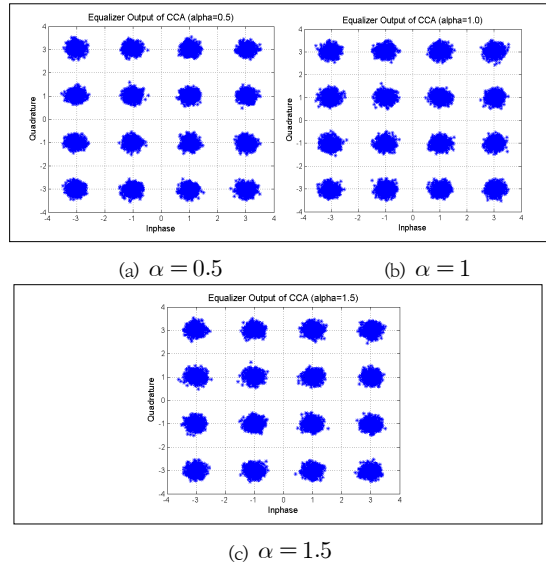 Equalizer Output of CCA (alpha=0.5)
4
3
2
1
0
-1
-2
-3
-4
Quadrature
-4 -3 -2 -1 0 1 2 3 4
Inphase
Equalizer Output of CCA (alpha=1.0)
4
3
2
1
0
-1
-2
-3
-4
Quadrature
-4 -3 -2 -1 0 1 2 3 4
Inphase
(a) α = 0.5
(b) α = 1
Equalizer Output of CCA (alpha=1.5)
4
3
2
1
0
-1
-2
-3
-4
Quadrature
-4 -3 -2 -1 0 1 2 3 4
Inphase
(c) α = 1.5